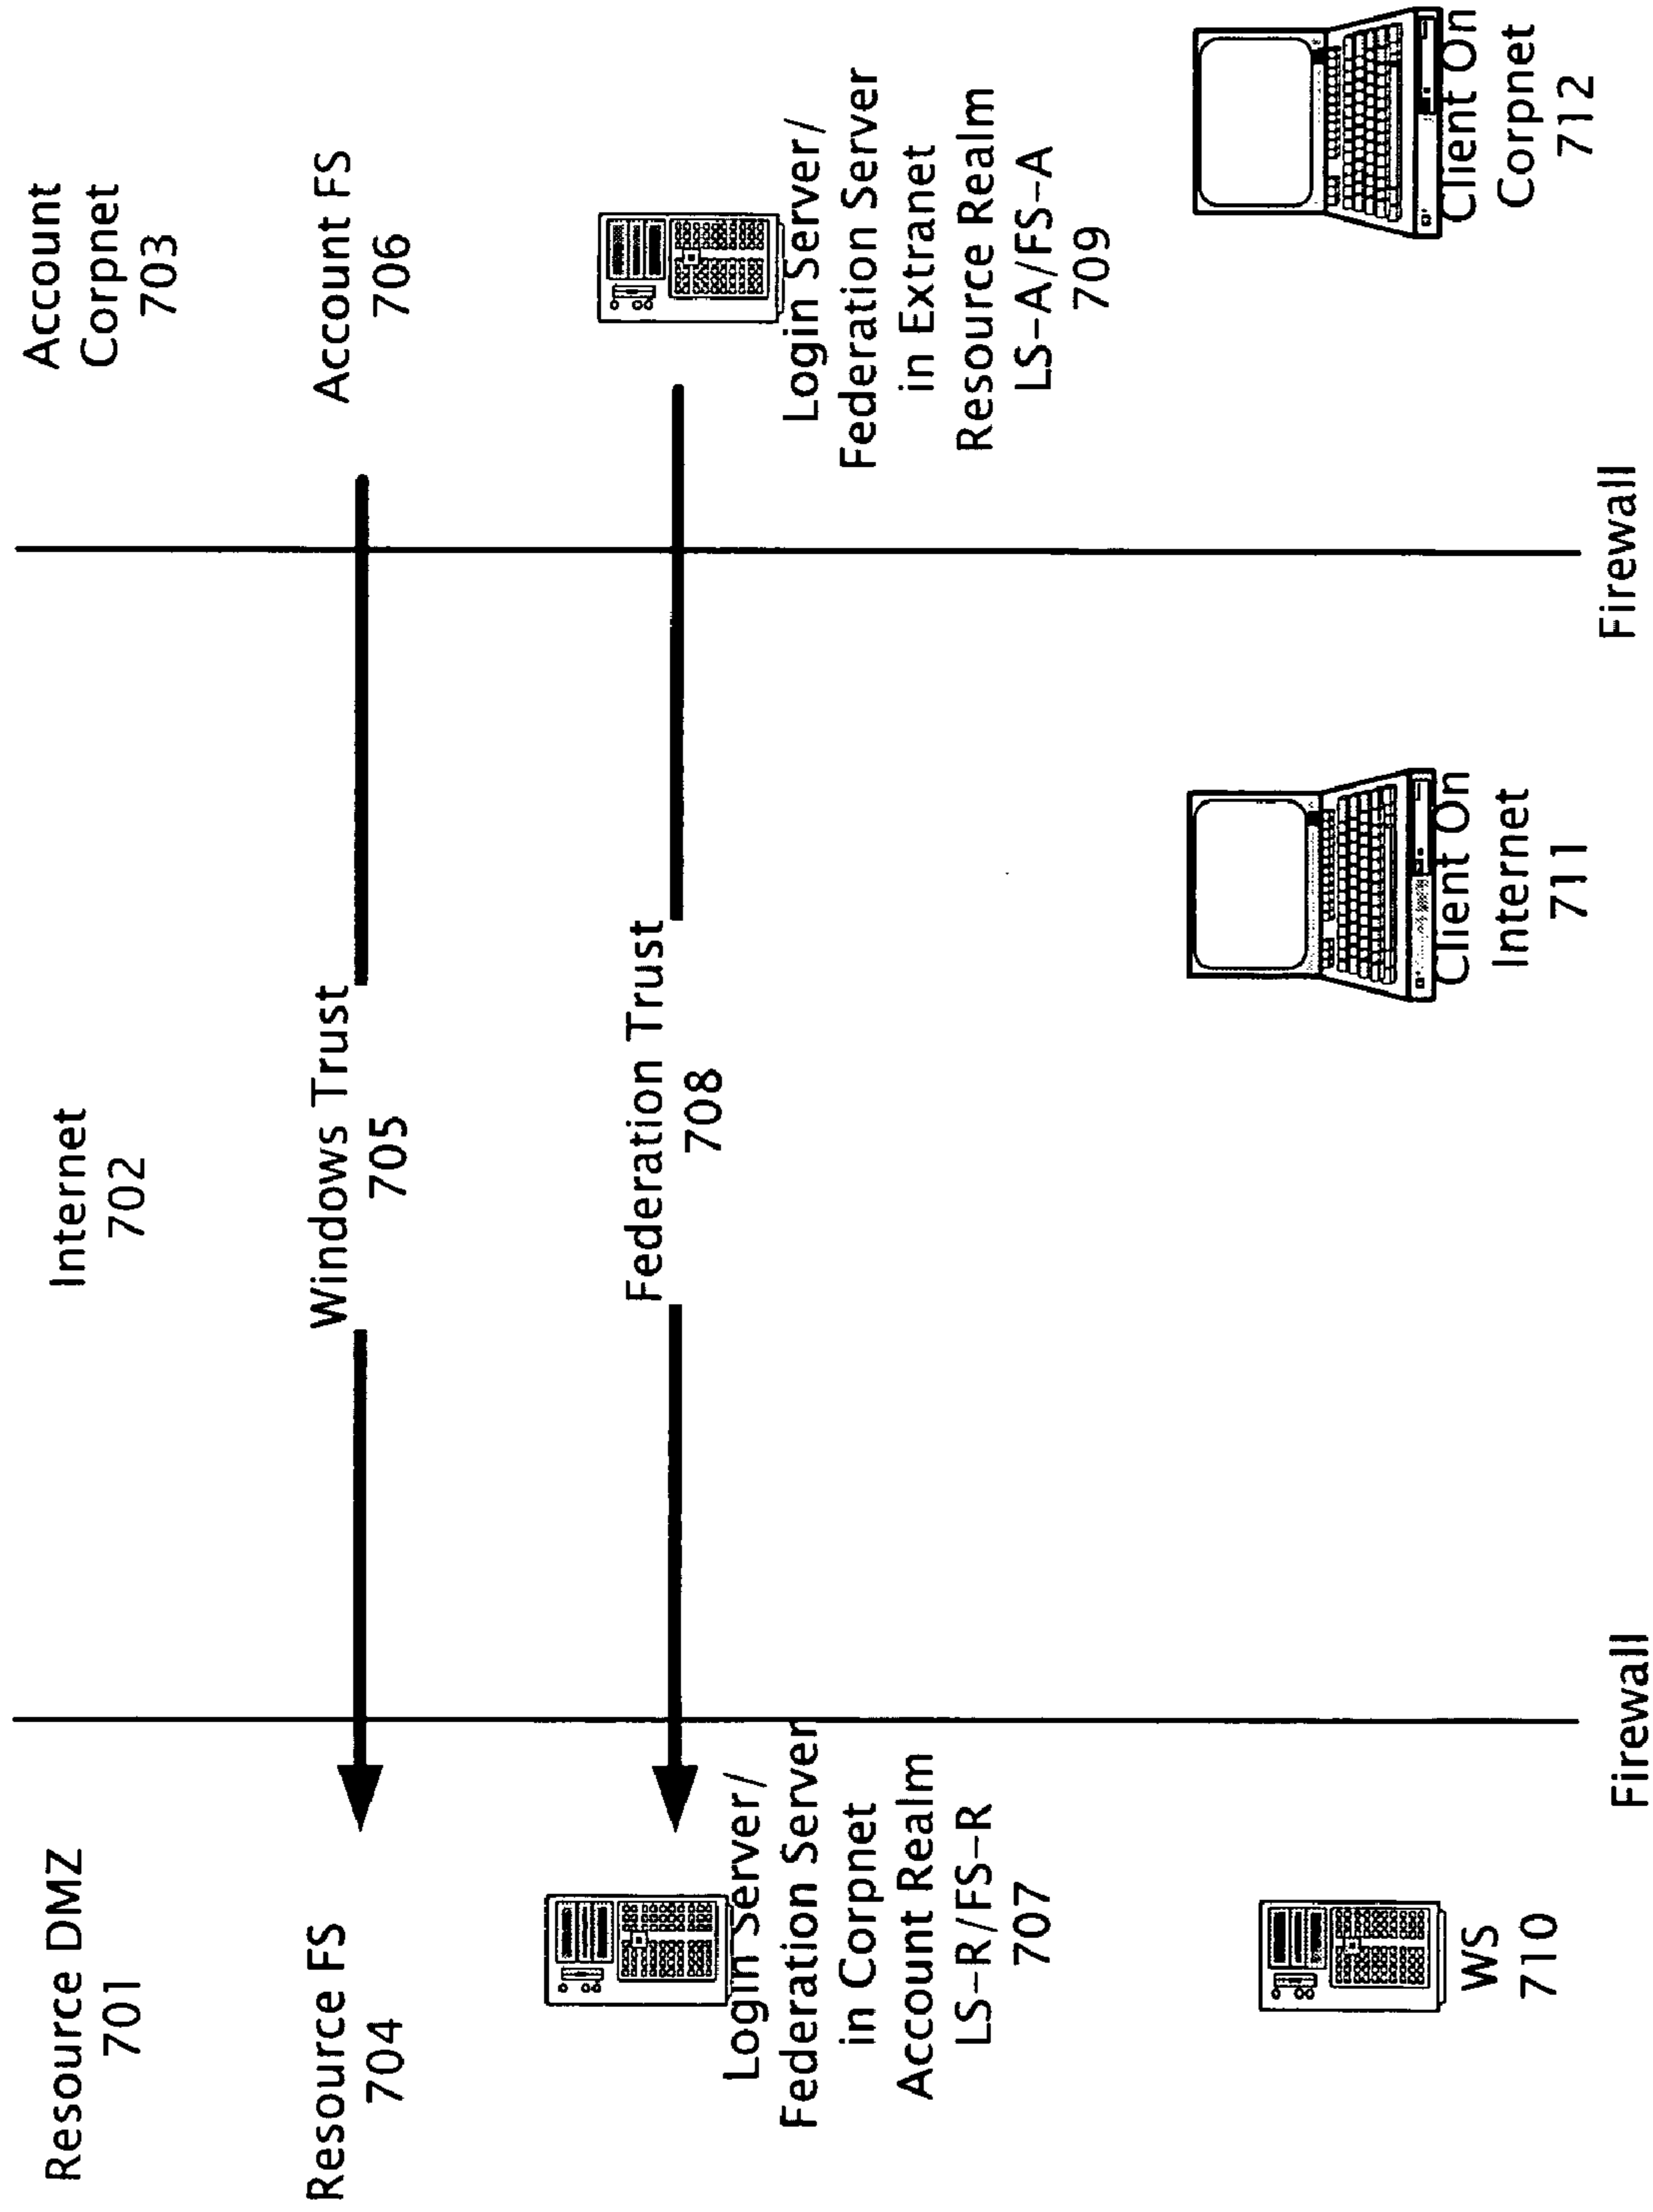 Resource DMZ
701
Internet
702
Account
Corpnet
703
Resource FS
704
Windows Trust
705
Account FS
706
Login Server/
Federation Server
in Corpnet
Account Realm
LS-R/FS-R
707
Federation Trust
708
Login Server/
Federation Server
in Extranet
Resource Realm
LS-A/FS-A
709
WS
710
Client On
Internet
711
Client On
Corpnet
712
Firewall
Firewall